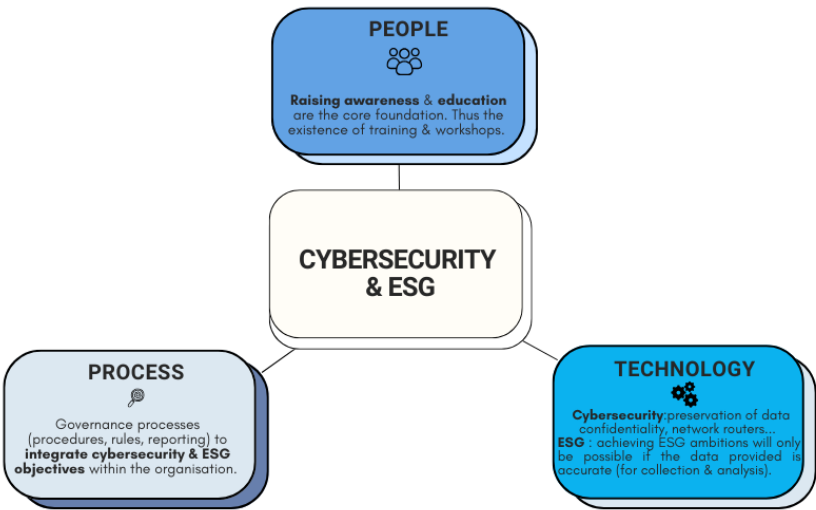 PEOPLE
Raising awareness & education
are the core foundation. Thus the
existence of training & workshops.
CYBERSECURITY
& ESG
PROCESS
Governance processes
(procedures, rules, reporting) to
integrate cybersecurity & ESG
objectives within the organisation.
TECHNOLOGY
Cybersecurity:preservation of data
confidentiality, network routers...
ESG : achieving ESG ambitions will only
be possible if the data provided is
accurate (for collection & analysis).